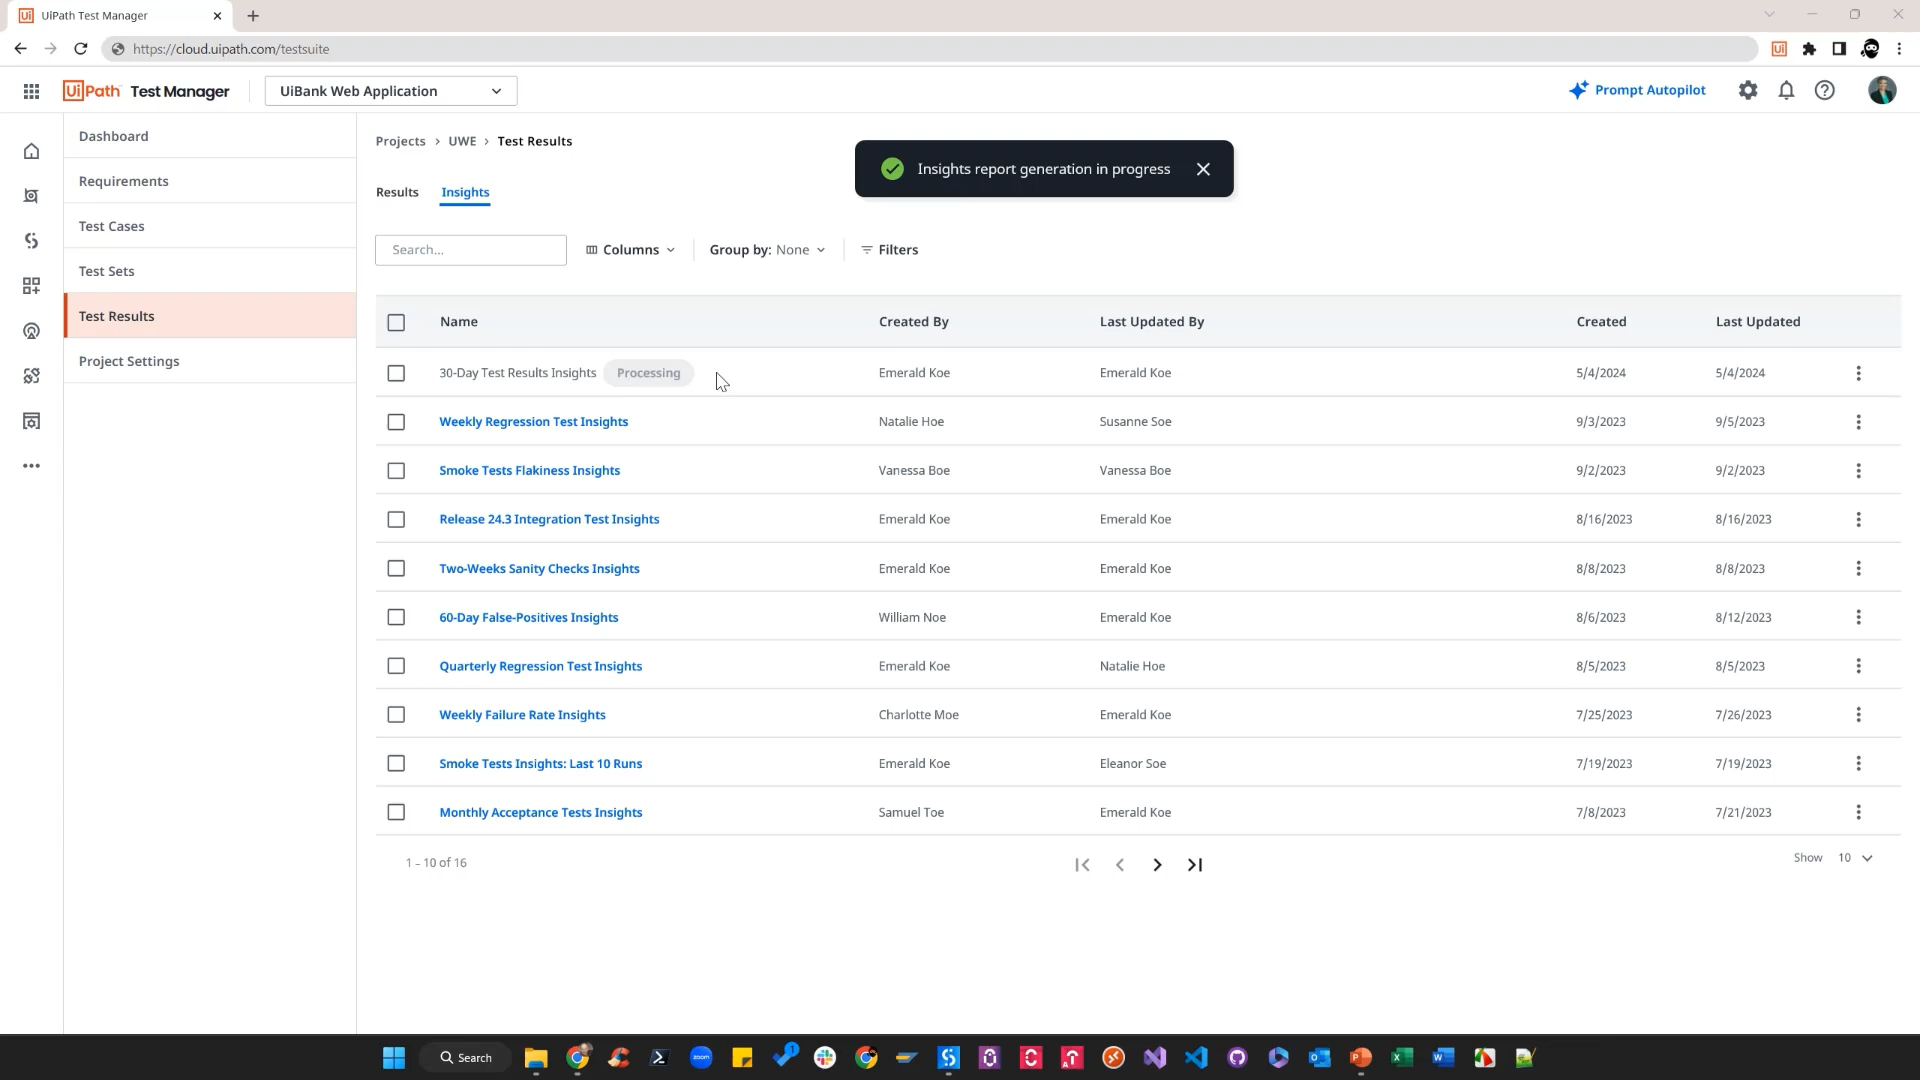 UiPath Test Manager
https://cloud.uipath.com/testsuite
UiPath Test Manager
UiBank Web Application
Prompt Autopilot
Dashboard
Requirements
Test Cases
Test Sets
Test Results
Project Settings
Projects > UWE > Test Results
Insights report generation in progress
Results Insights
Search...
Columns
Group by: None
Filters
Name Created By Last Updated By Created Last Updated
30-Day Test Results Insights Processing Emerald Koe Emerald Koe 5/4/2024 5/4/2024
Weekly Regression Test Insights Natalie Hoe Susanne Soe 9/3/2023 9/5/2023
Smoke Tests Flakiness Insights Vanessa Boe Vanessa Boe 9/2/2023 9/2/2023
Release 24.3 Integration Test Insights Emerald Koe Emerald Koe 8/16/2023 8/16/2023
Two-Weeks Sanity Checks Insights Emerald Koe Emerald Koe 8/8/2023 8/8/2023
60-Day False-Positives Insights William Noe Emerald Koe 8/6/2023 8/12/2023
Quarterly Regression Test Insights Emerald Koe Natalie Hoe 8/5/2023 8/5/2023
Weekly Failure Rate Insights Charlotte Moe Emerald Koe 7/25/2023 7/26/2023
Smoke Tests Insights: Last 10 Runs Emerald Koe Eleanor Soe 7/19/2023 7/19/2023
Monthly Acceptance Tests Insights Samuel Toe Emerald Koe 7/8/2023 7/21/2023
1 - 10 of 16
Show 10
Search
zoom